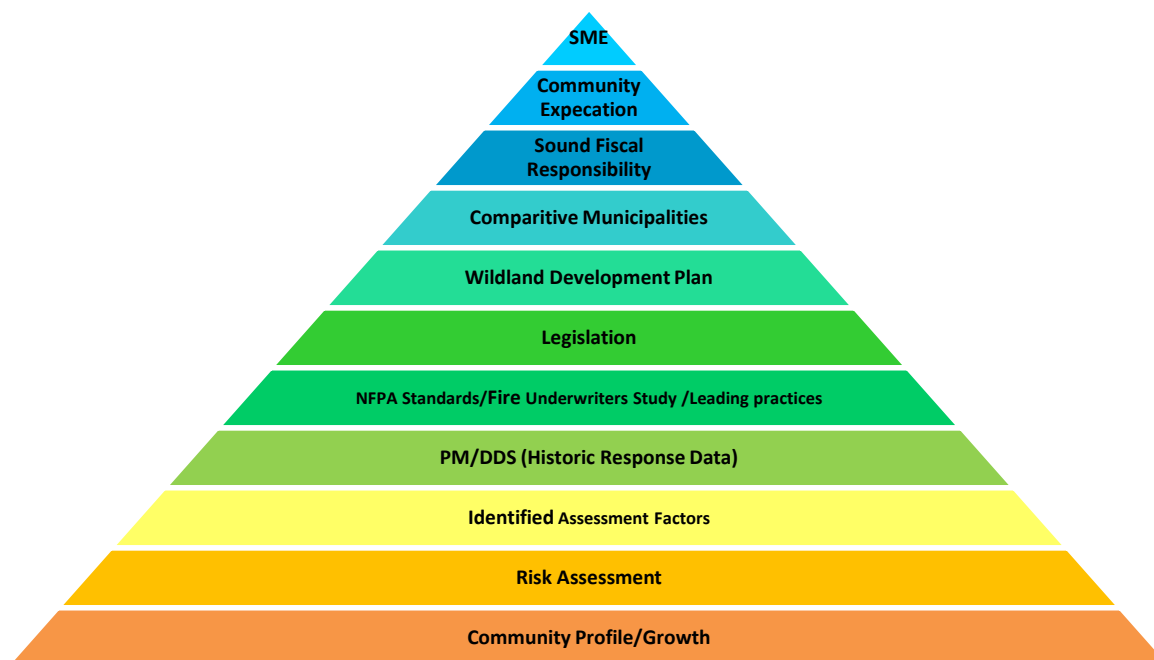 SME
Community
Expecation
Sound Fiscal
Responsibility
Comparitive Municipalities
Wildland Development Plan
Legislation
NFPA Standards/Fire Underwriters Study /Leading practices
PM/DDS (Historic Response Data)
Identified Assessment Factors
Risk Assessment
Community Profile/Growth